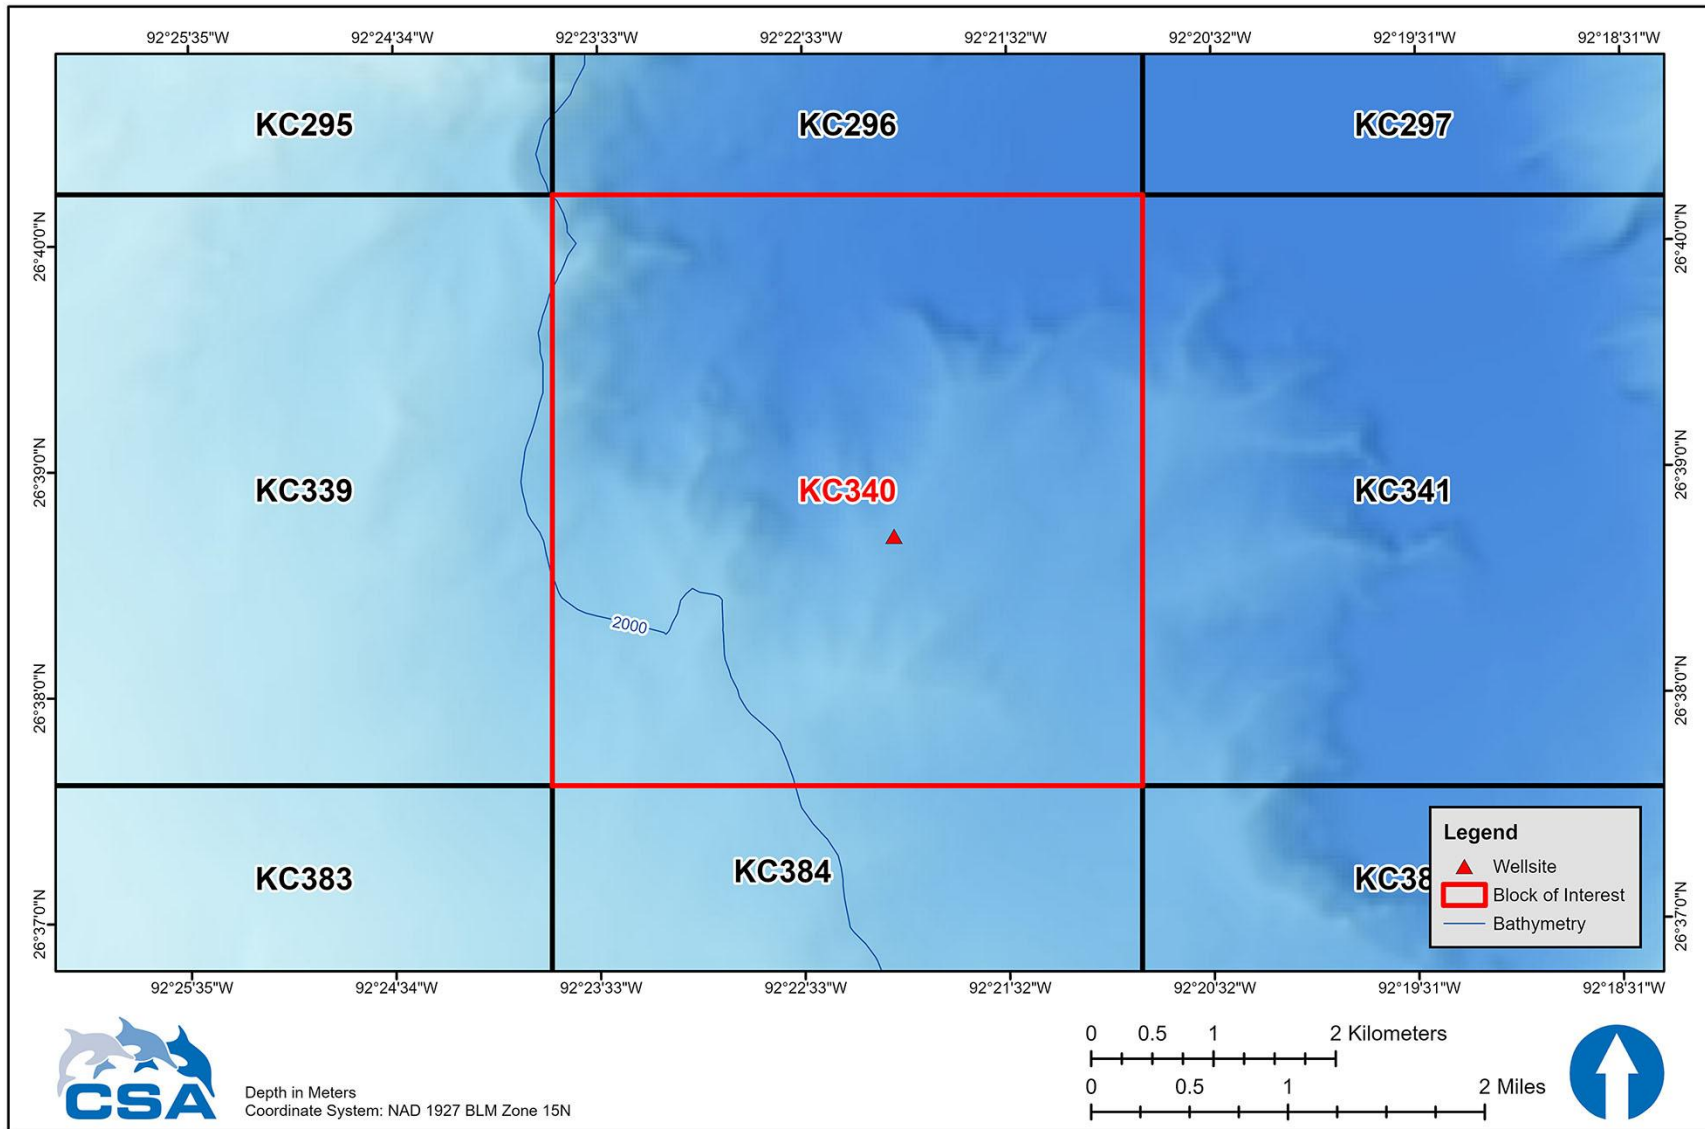 92°25'35"W 92°24'34"W 92°23'33"W 92°22'33"W 92°21'32"W 92°20'32"W 92°19'31"W 92°18'31"W
KC295 KC296 KC297
26°40'0"N 26°40'0"N
26°39'0"N KC339 KC340 KC341 26°39'0"N
2000
26°38'0"N 26°38'0"N
KC383 KC384 KC38
26°37'0"N 26°37'0"N
Legend
Wellsite
Block of Interest
Bathymetry
92°25'35"W 92°24'34"W 92°23'33"W 92°22'33"W 92°21'32"W 92°20'32"W 92°19'31"W 92°18'31"W
CSA
Depth in Meters
Coordinate System: NAD 1927 BLM Zone 15N
0 0.5 1 2 Kilometers
0 0.5 1 2 Miles